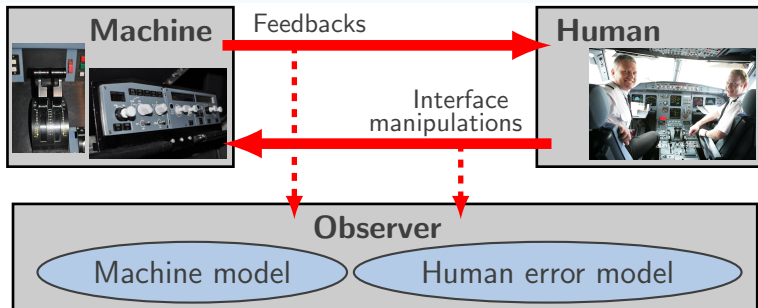 Machine
Feedbacks
Human
Interface
manipulations
Observer
Machine model
Human error model